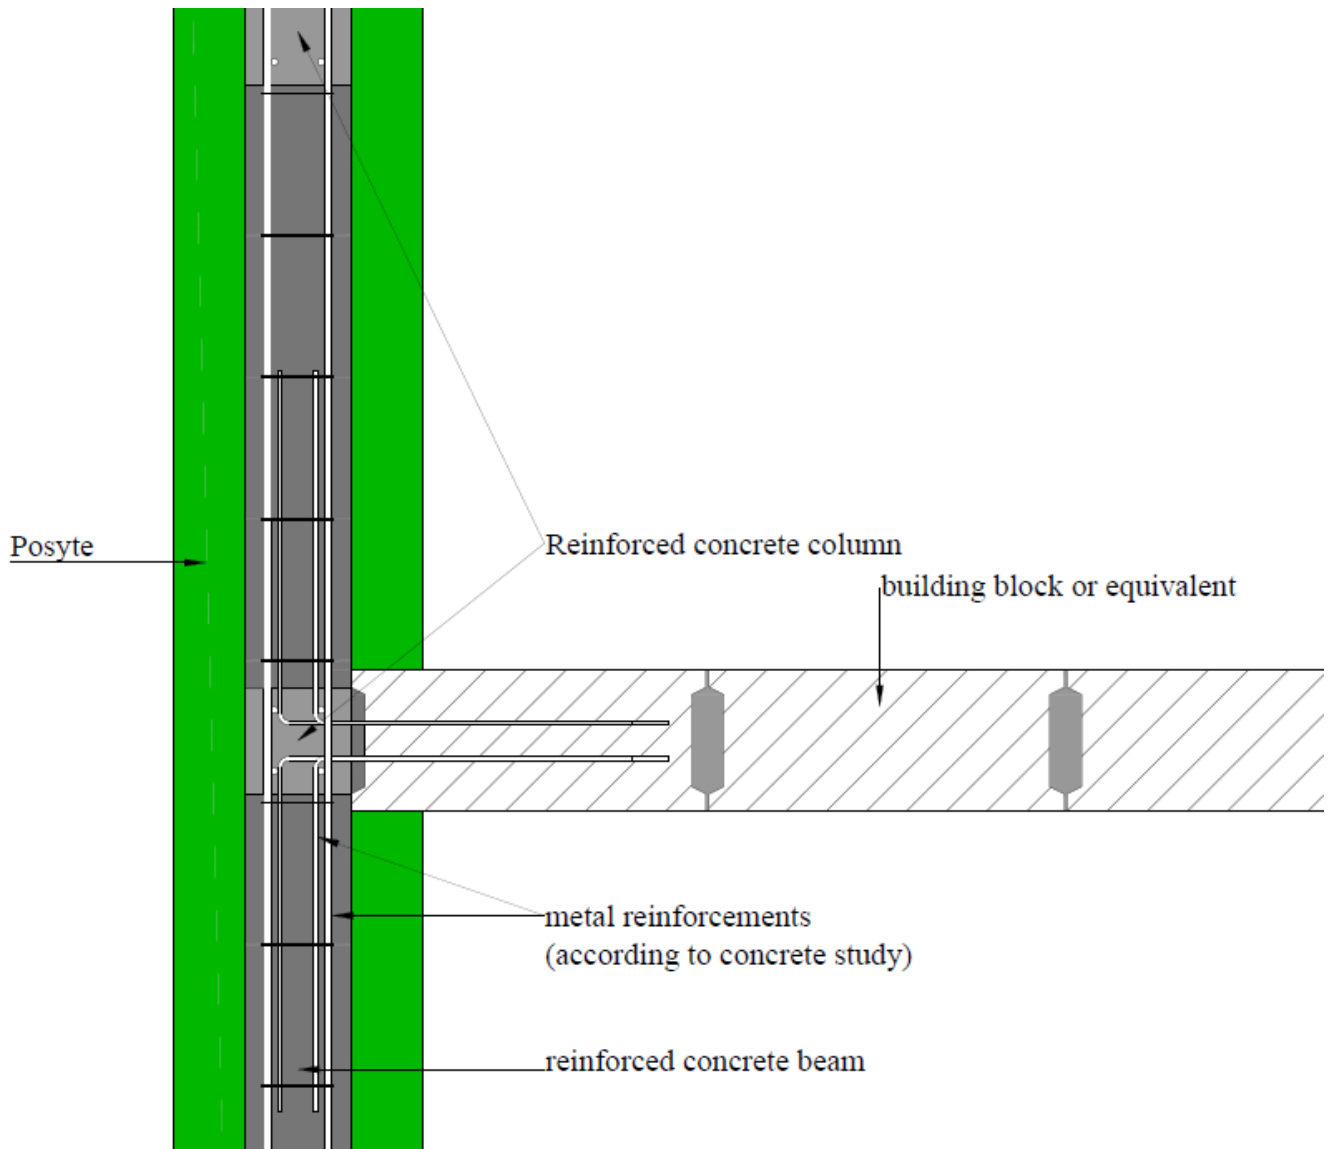 Posyte
Reinforced concrete column
building block or equivalent
metal reinforcements
(according to concrete study)
reinforced concrete beam